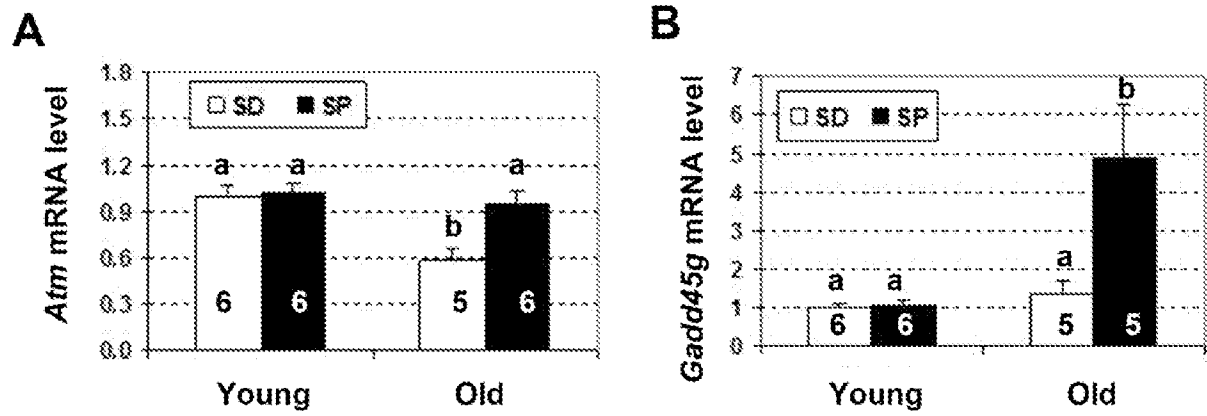 A
Atm mRNA level
1.8
1.5
1.2
0.9
0.6
0.3
0.0
SD SP
a a
b a
6 6 5 6
Young Old
B
Gadd45g mRNA level
7
6
5
4
3
2
1
0
SD SP
a a
a b
6 6 5 5
Young Old